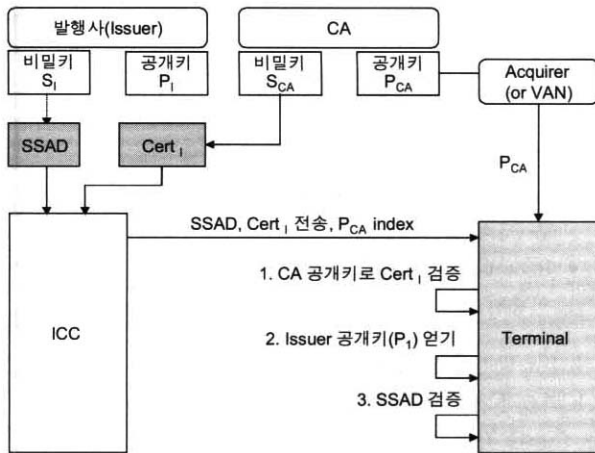 발행사(Issuer)
CA
비밀키
S_I
공개키
P_I
비밀키
S_CA
공개키
P_CA
Acquirer
(or VAN)
SSAD
Cert_I
P_CA
SSAD, Cert_I 전송, P_CA index
1. CA 공개키로 Cert_I 검증
ICC
2. Issuer 공개키(P_1) 얻기
Terminal
3. SSAD 검증